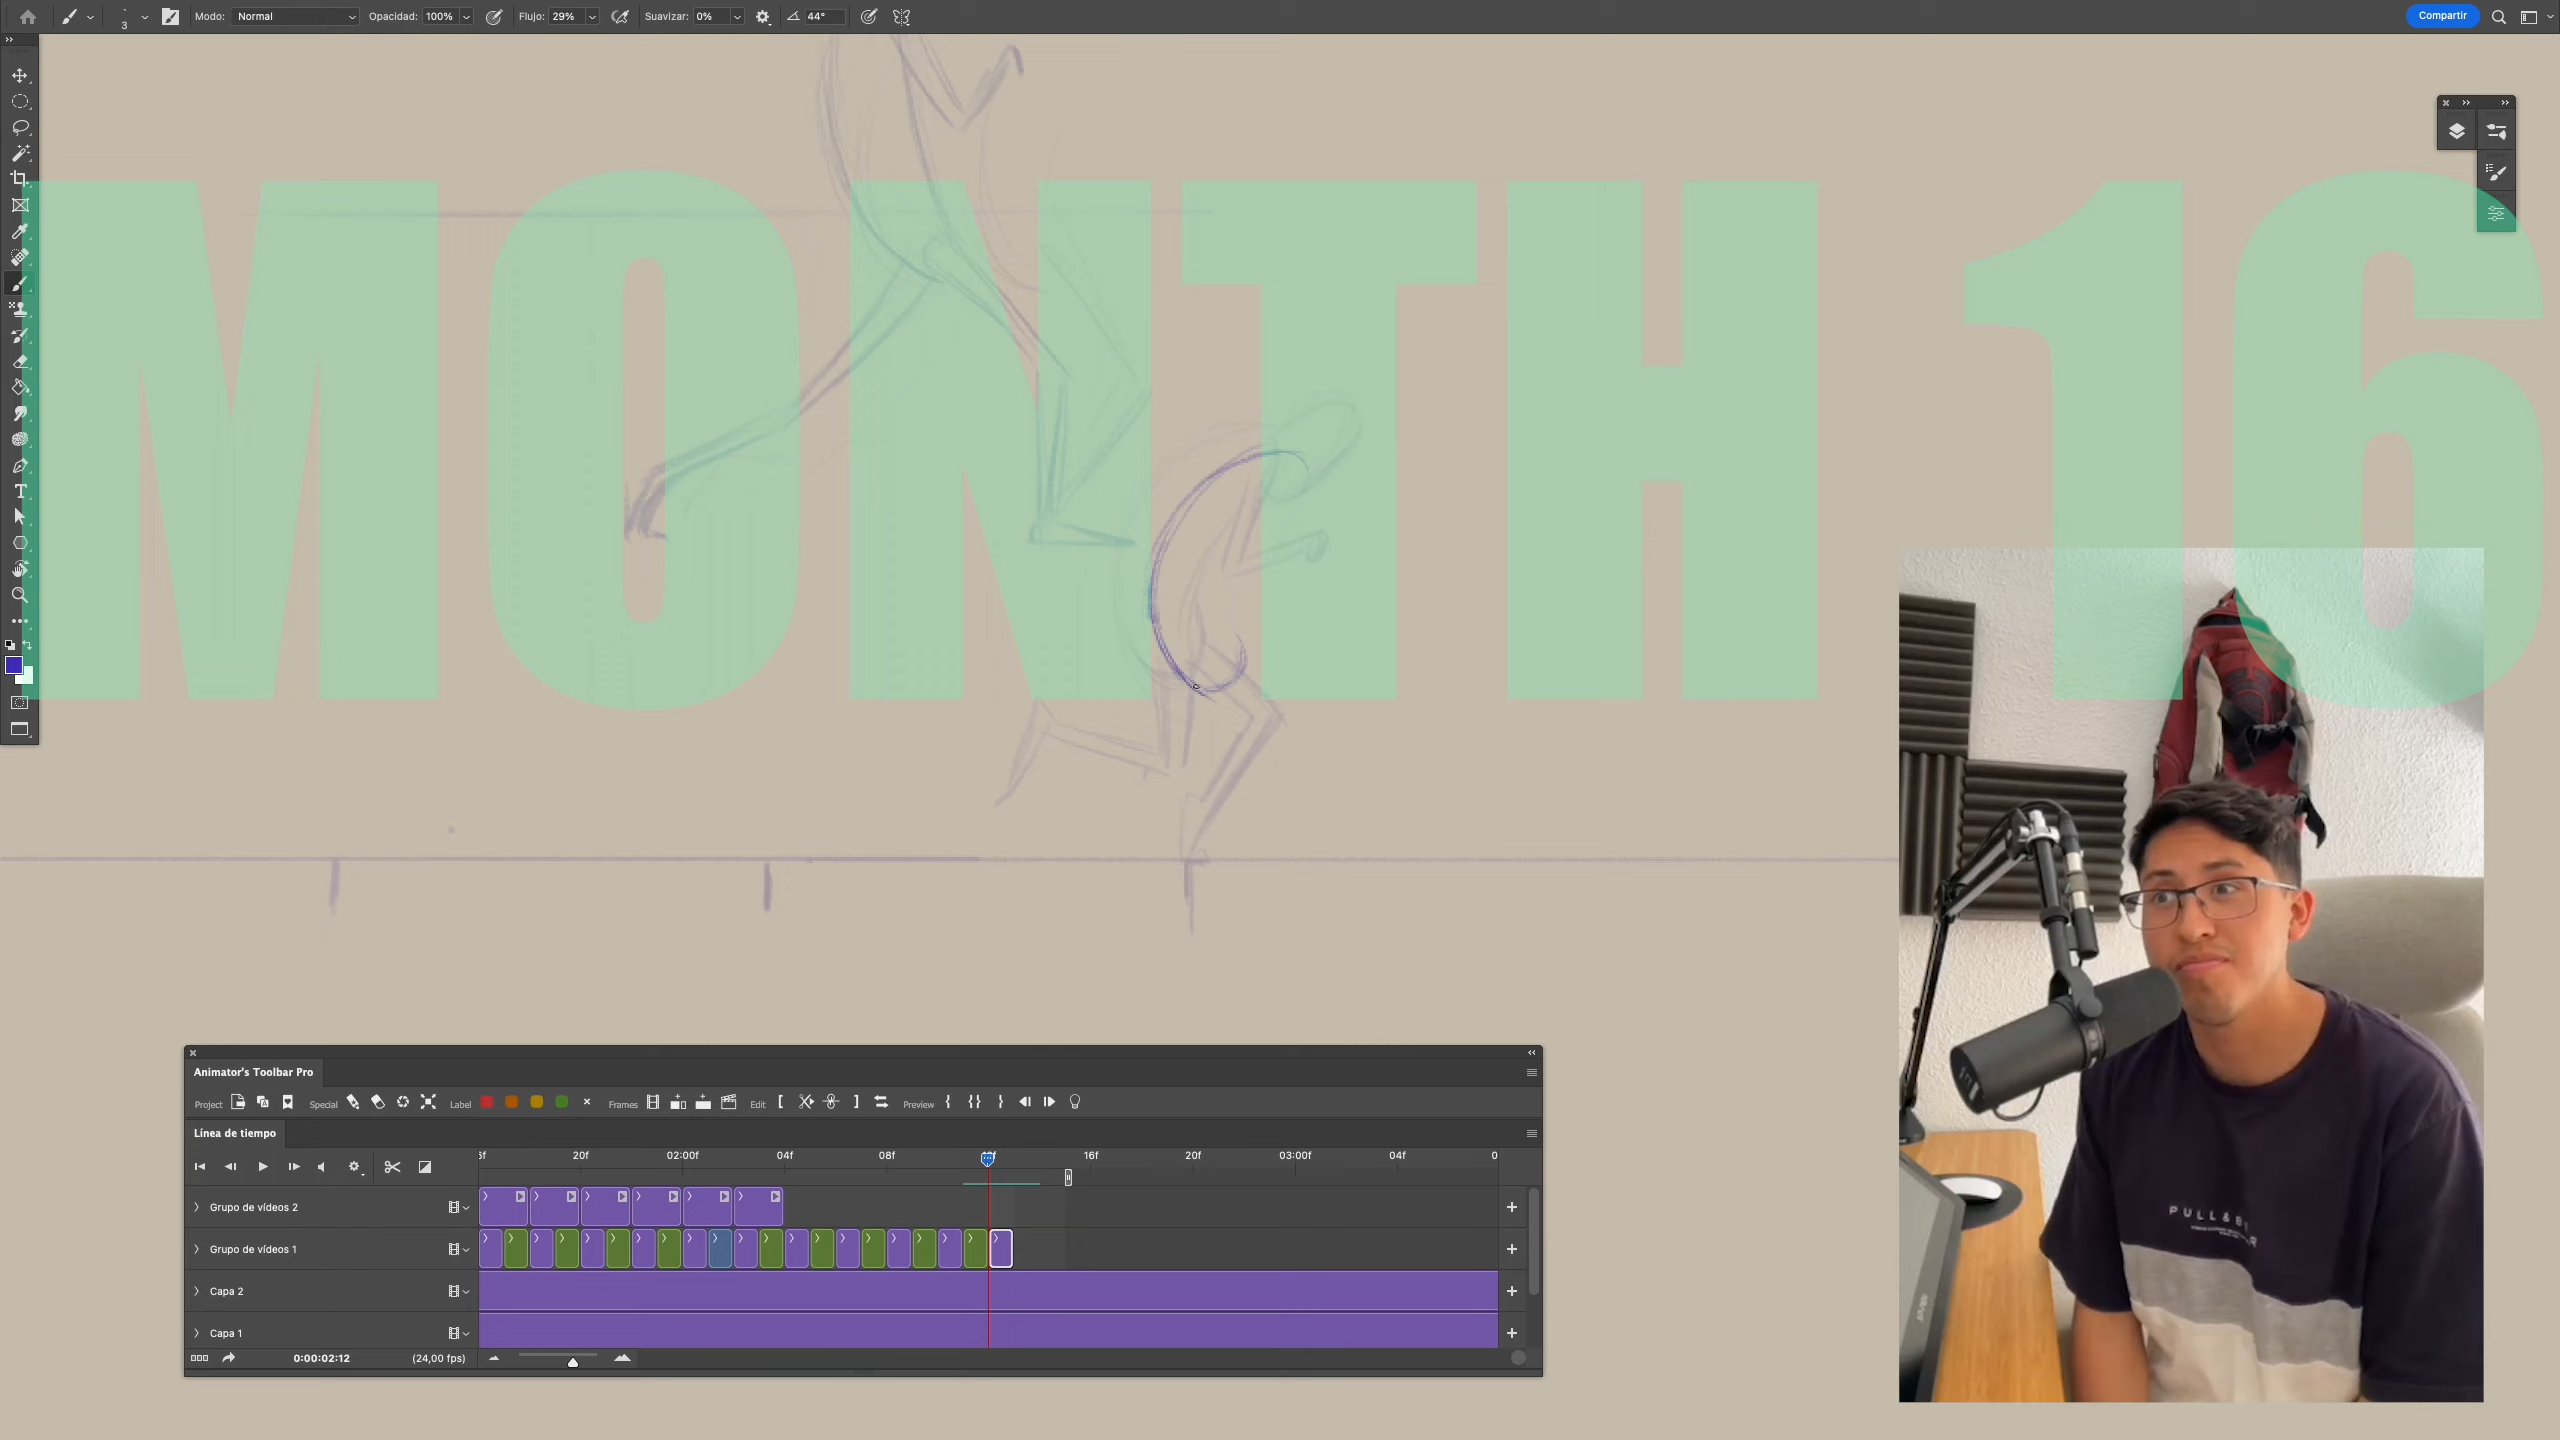 3 Modo: Normal Opacidad: 100% Flujo: 29% Suavizar: 0% 44° Compartir
MONTH 16
PULL&B
Animator's Toolbar Pro
Project Special Label Frames Edit Preview
Línea de tiempo
20f 02:00f 04f 08f 16f 20f 03:00f 04f 0
Grupo de vídeos 2
Grupo de vídeos 1
Capa 2
Capa 1
0:00:02:12 (24,00 fps)